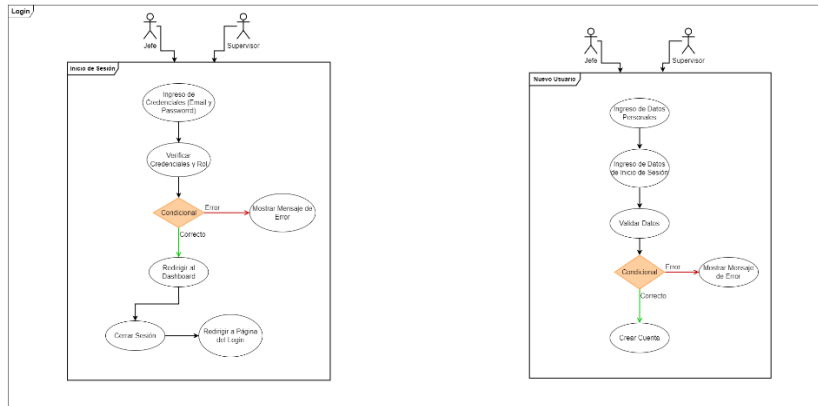 Login
Jefe
Supervisor
Inicio de Sesión
Ingreso de
Credenciales (Email y
Password)
Verificar
Credenciales y Rol
Condicional
Error
Mostrar Mensaje de
Error
Correcto
Redirigir al
Dashboard
Cerrar Sesión
Redirigir a Página
del Login
Jefe
Supervisor
Nuevo Usuario
Ingreso de Datos
Personales
Ingreso de Datos
de Inicio de Sesión
Validar Datos
Condicional
Error
Mostrar Mensaje
de Error
Correcto
Crear Cuenta